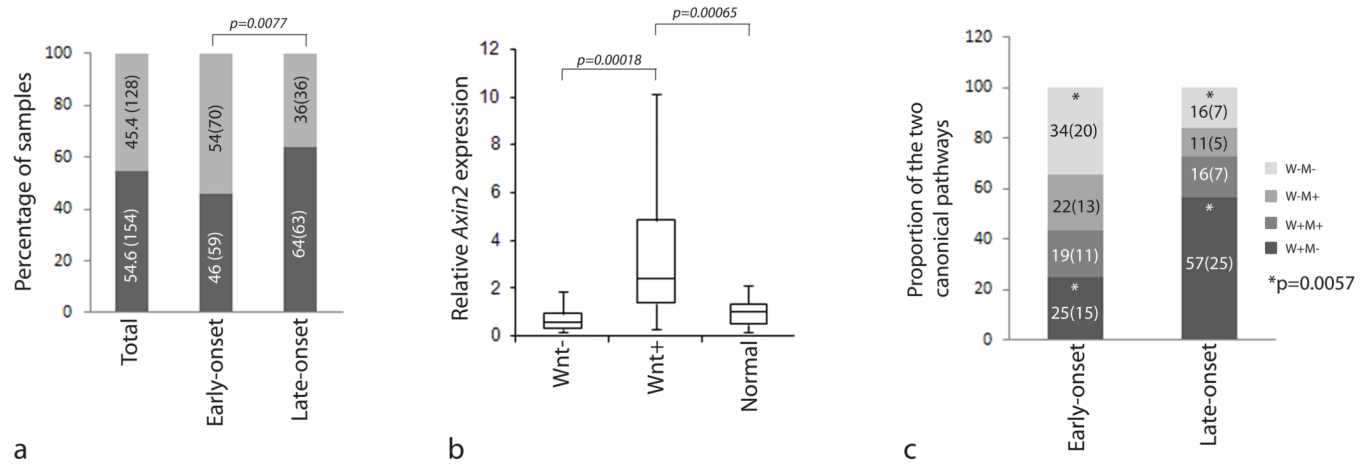 p=0.0077
Percentage of samples
100
80
60
40
20
0
45.4 (128)
54.6 (154)
54(70)
46 (59)
36(36)
64(63)
Total
Early-onset
Late-onset
a
p=0.00065
p=0.00018
Relative Axin2 expression
12
10
8
6
4
2
0
Wnt-
Wnt+
Normal
b
Proportion of the two
canonical pathways
120
100
80
60
40
20
0
*
34(20)
22(13)
19(11)
*
25(15)
*
16(7)
11(5)
16(7)
*
57(25)
Early-onset
Late-onset
W-M-
W-M+
W+M+
W+M-
*p=0.0057
c